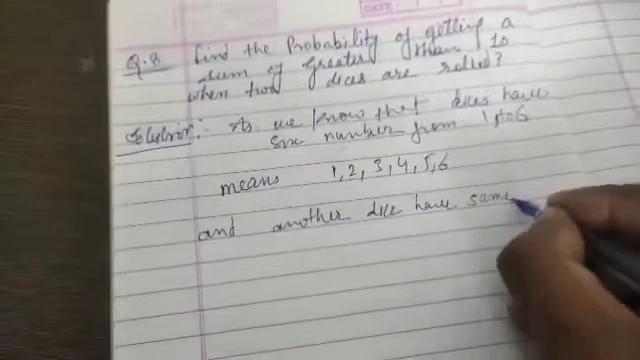 DATE:
Q.8 find the Probability of getting a
sum of greater than 10
when two dices are rolled?
Solution:- As we know that dices have
six number from 1 to 6
means 1, 2, 3, 4, 5, 6
and another dice have same